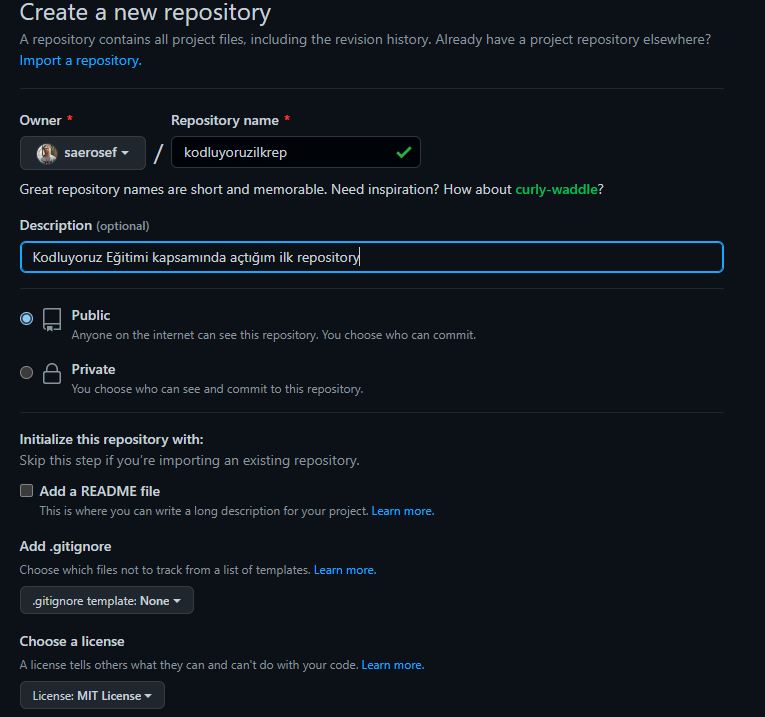 Create a new repository
A repository contains all project files, including the revision history. Already have a project repository elsewhere?
Import a repository.
Owner *
Repository name *
saerosef / kodluyoruzilkrep
Great repository names are short and memorable. Need inspiration? How about curly-waddle?
Description (optional)
Kodluyoruz Eğitimi kapsamında açtığım ilk repository
Public
Anyone on the internet can see this repository. You choose who can commit.
Private
You choose who can see and commit to this repository.
Initialize this repository with:
Skip this step if you're importing an existing repository.
Add a README file
This is where you can write a long description for your project. Learn more.
Add .gitignore
Choose which files not to track from a list of templates. Learn more.
.gitignore template: None
Choose a license
A license tells others what they can and can't do with your code. Learn more.
License: MIT License